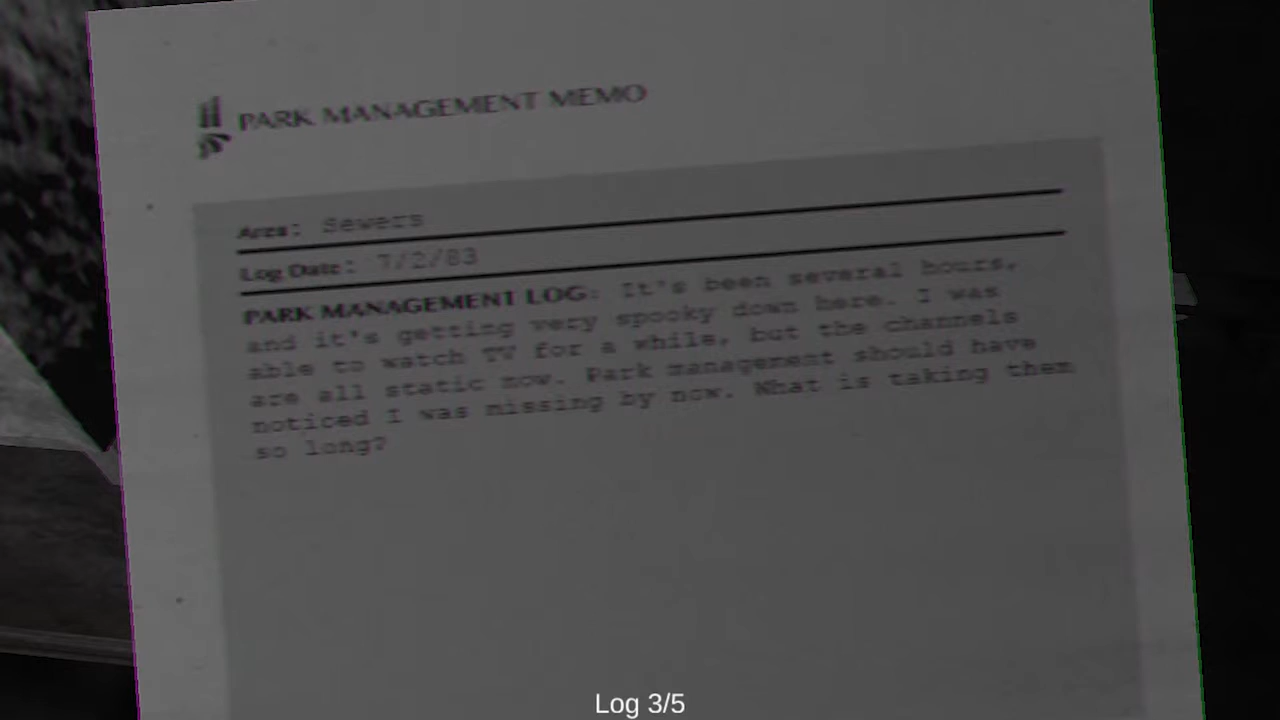 PARK MANAGEMENT MEMO
Area: Sewers
Log Date: 7/2/83
PARK MANAGEMENT LOG: It's been several hours,
and it's getting very spooky down here. I was
able to watch TV for a while, but the channels
are all static now. Park management should have
noticed I was missing by now. What is taking them
so long?
Log 3/5